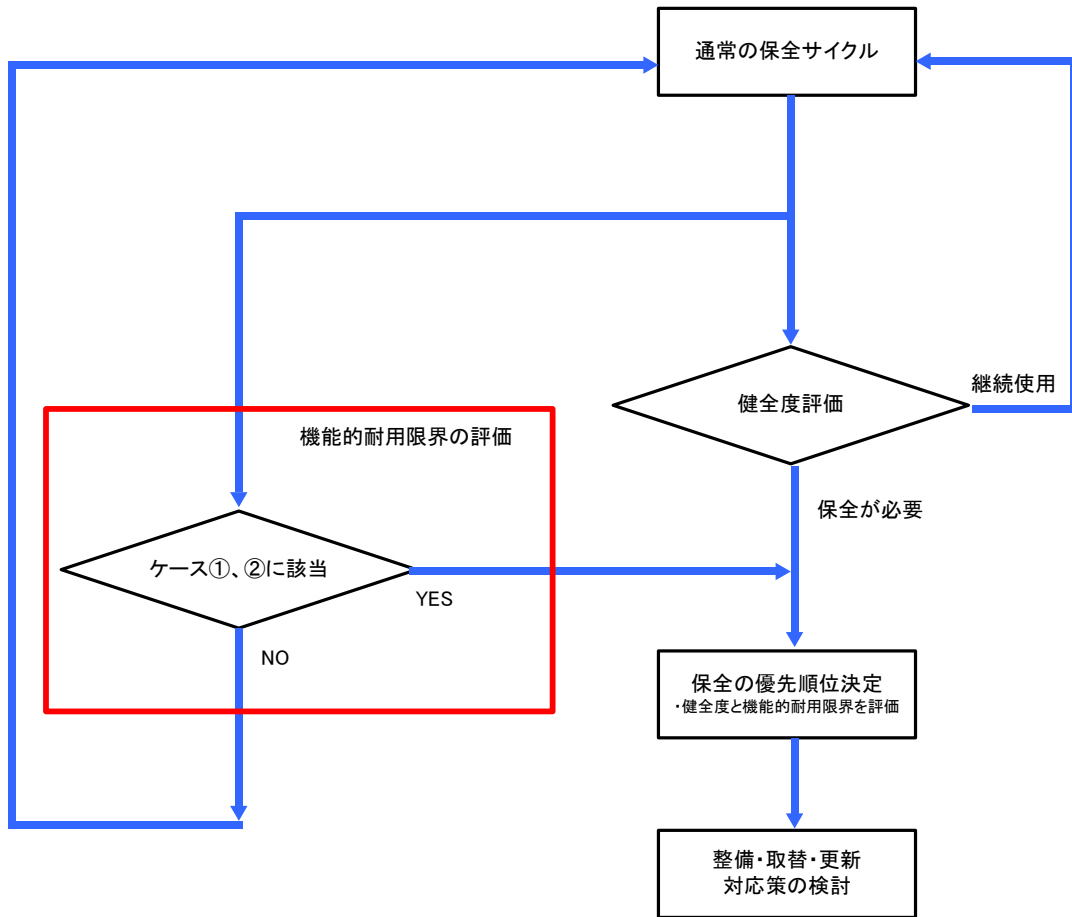 通常の保全サイクル
健全度評価
継続使用
機能的耐用限界の評価
保全が必要
ケース①、②に該当
YES
NO
保全の優先順位決定
・健全度と機能的耐用限界を評価
整備・取替・更新
対応策の検討